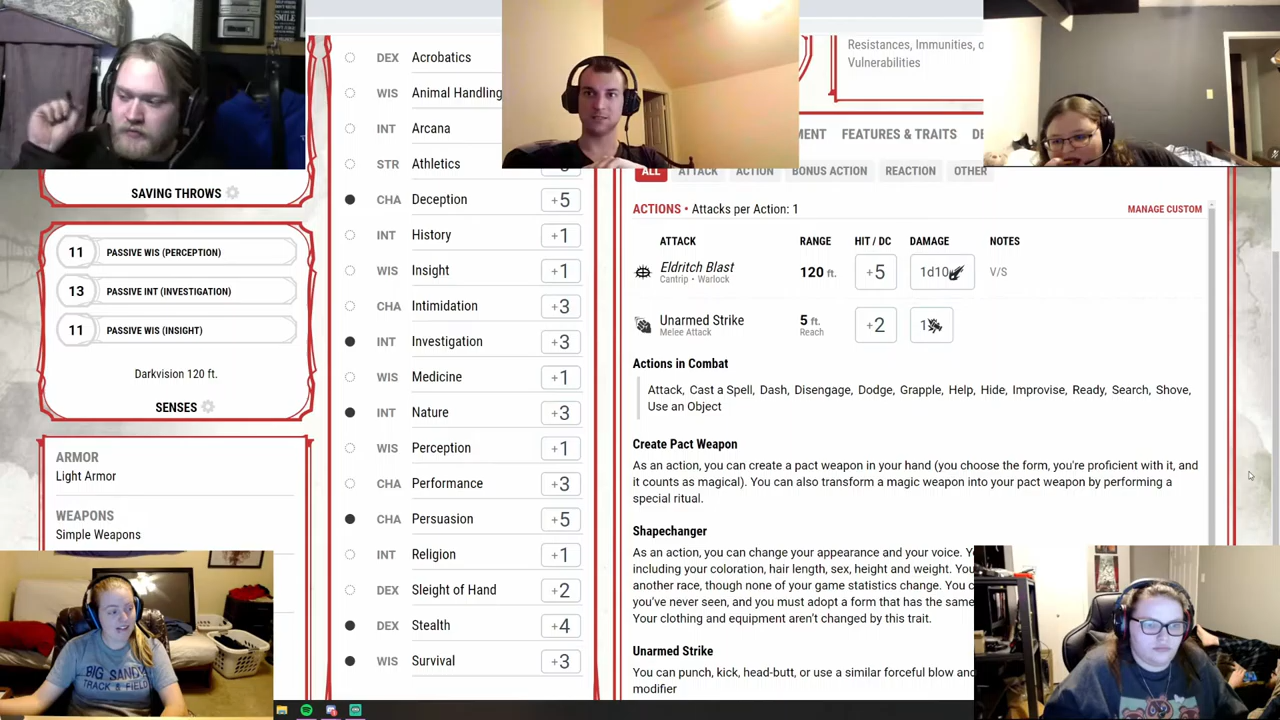 SMILE
SAVING THROWS
11 PASSIVE WIS (PERCEPTION)
13 PASSIVE INT (INVESTIGATION)
11 PASSIVE WIS (INSIGHT)
Darkvision 120 ft.
SENSES
ARMOR
Light Armor
WEAPONS
Simple Weapons
DEX Acrobatics
WIS Animal Handling
INT Arcana
STR Athletics
CHA Deception +5
INT History +1
WIS Insight +1
CHA Intimidation +3
INT Investigation +3
WIS Medicine +1
INT Nature +3
WIS Perception +1
CHA Performance +3
CHA Persuasion +5
INT Religion +1
DEX Sleight of Hand +2
DEX Stealth +4
WIS Survival +3
Resistances, Immunities, o
Vulnerabilities
MENT FEATURES & TRAITS DE
ALL ATTACK ACTION BONUS ACTION REACTION OTHER
ACTIONS • Attacks per Action: 1 MANAGE CUSTOM
ATTACK RANGE HIT / DC DAMAGE NOTES
Eldritch Blast 120 ft. +5 1d10 V/S
Cantrip • Warlock
Unarmed Strike 5 ft. +2 1
Melee Attack Reach
Actions in Combat
Attack, Cast a Spell, Dash, Disengage, Dodge, Grapple, Help, Hide, Improvise, Ready, Search, Shove,
Use an Object
Create Pact Weapon
As an action, you can create a pact weapon in your hand (you choose the form, you're proficient with it, and
it counts as magical). You can also transform a magic weapon into your pact weapon by performing a
special ritual.
Shapechanger
As an action, you can change your appearance and your voice. Y
including your coloration, hair length, sex, height and weight. You
another race, though none of your game statistics change. You c
you've never seen, and you must adopt a form that has the same
Your clothing and equipment aren't changed by this trait.
Unarmed Strike
You can punch, kick, head-butt, or use a similar forceful blow and
modifier
BIG SANDY
TRACK & FIELD